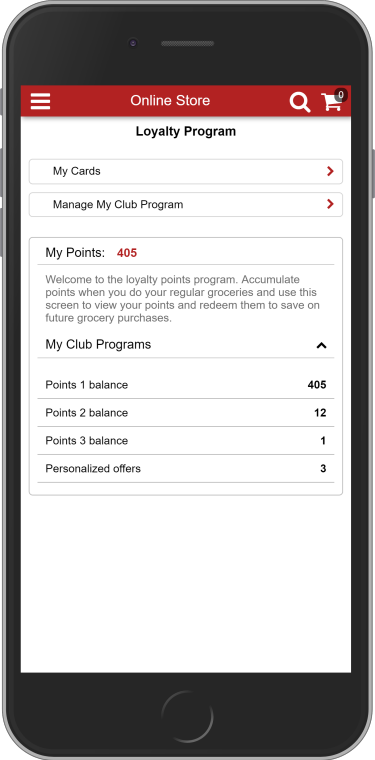 Online Store
0
Loyalty Program
My Cards
Manage My Club Program
My Points: 405
Welcome to the loyalty points program. Accumulate
points when you do your regular groceries and use this
screen to view your points and redeem them to save on
future grocery purchases.
My Club Programs
Points 1 balance 405
Points 2 balance 12
Points 3 balance 1
Personalized offers 3